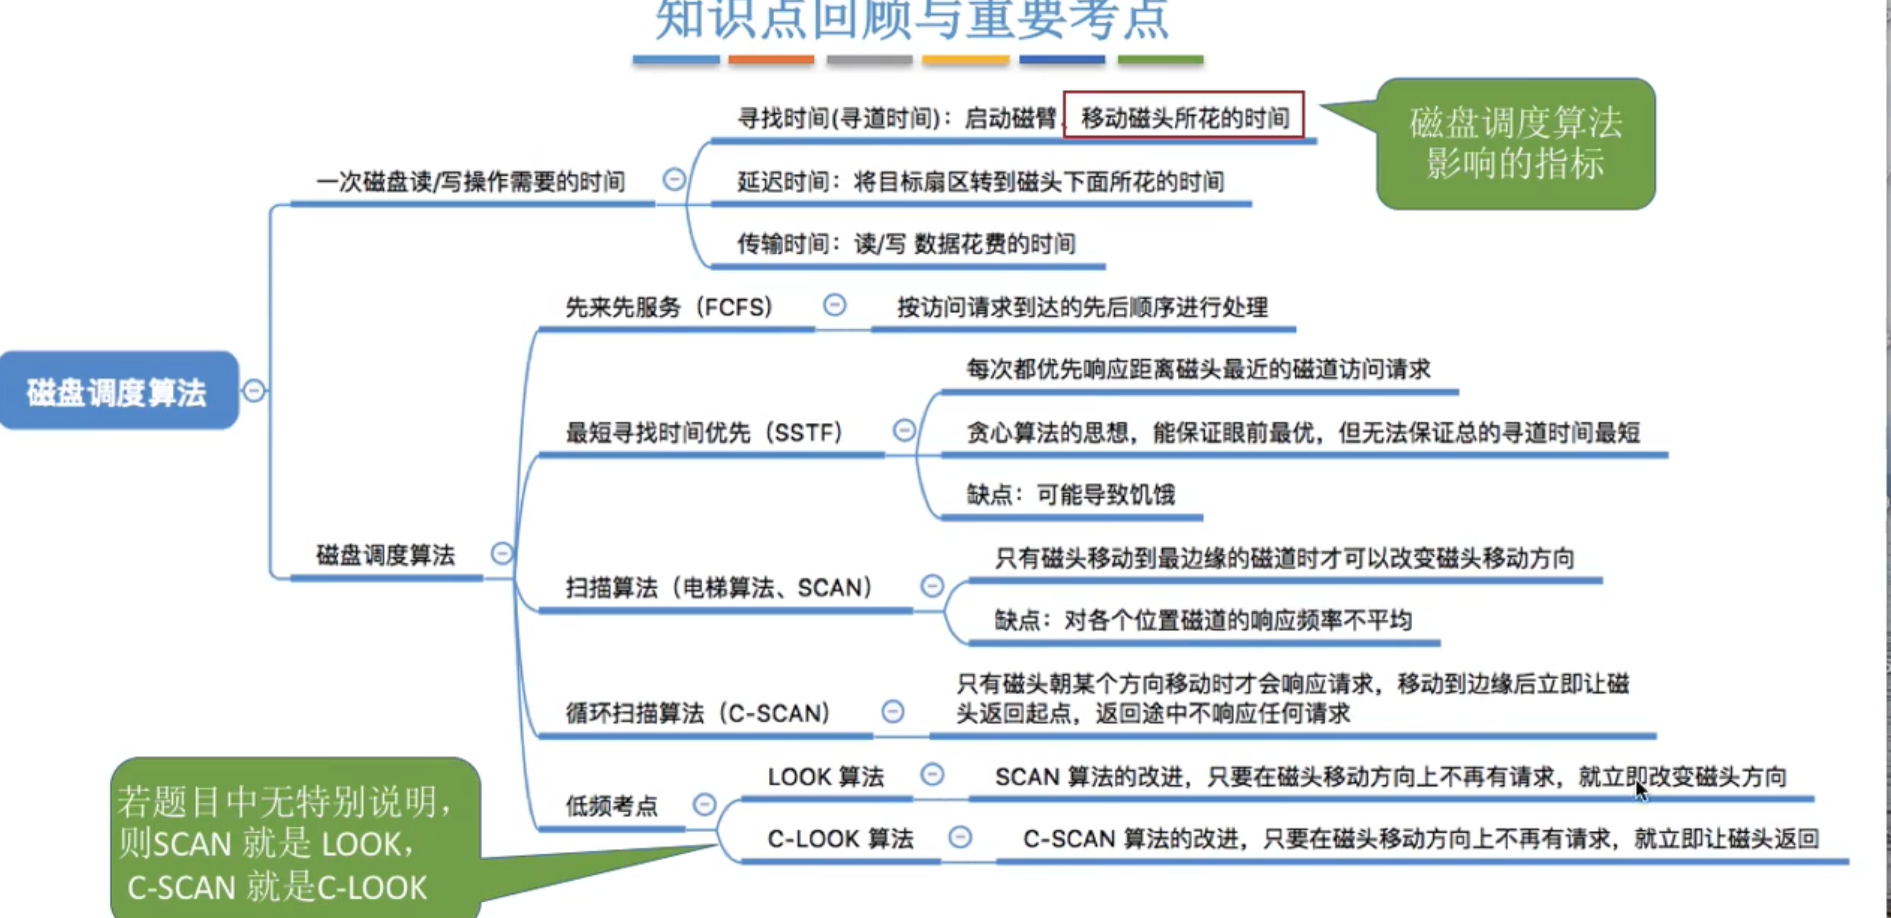 知识点回顾与重要考点
寻找时间(寻道时间)：启动磁臂、移动磁头所花的时间
磁盘调度算法
影响的指标
一次磁盘读/写操作需要的时间
延迟时间：将目标扇区转到磁头下面所花的时间
传输时间：读/写 数据花费的时间
先来先服务（FCFS）
按访问请求到达的先后顺序进行处理
磁盘调度算法
每次都优先响应距离磁头最近的磁道访问请求
最短寻找时间优先（SSTF）
贪心算法的思想，能保证眼前最优，但无法保证总的寻道时间最短
缺点：可能导致饥饿
磁盘调度算法
只有磁头移动到最边缘的磁道时才可以改变磁头移动方向
扫描算法（电梯算法、SCAN）
缺点：对各个位置磁道的响应频率不平均
只有磁头朝某个方向移动时才会响应请求，移动到边缘后立即让磁
头返回起点，返回途中不响应任何请求
循环扫描算法（C-SCAN）
低频考点
LOOK 算法
SCAN 算法的改进，只要在磁头移动方向上不再有请求，就立即改变磁头方向
C-LOOK 算法
C-SCAN 算法的改进，只要在磁头移动方向上不再有请求，就立即让磁头返回
若题目中无特别说明，
则SCAN 就是 LOOK，
C-SCAN 就是C-LOOK